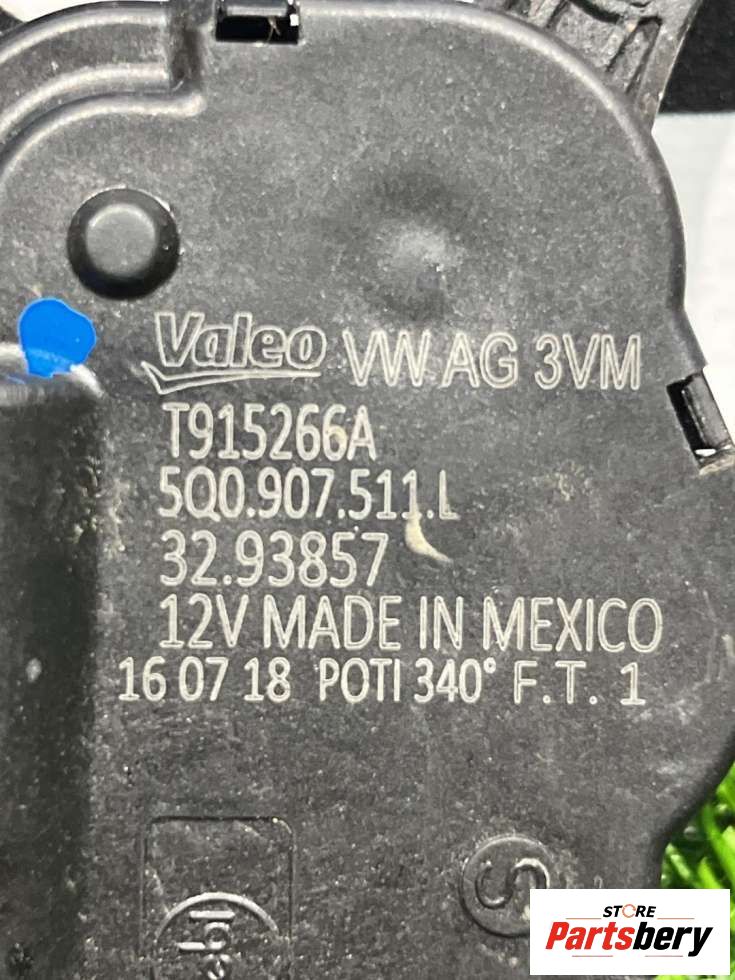 Valeo VW AG 3VM
T915266A
5Q0.907.511.L
32.93857
12V MADE IN MEXICO
16 07 18 POTI 340° F.T. 1
S
STORE
Partsbery